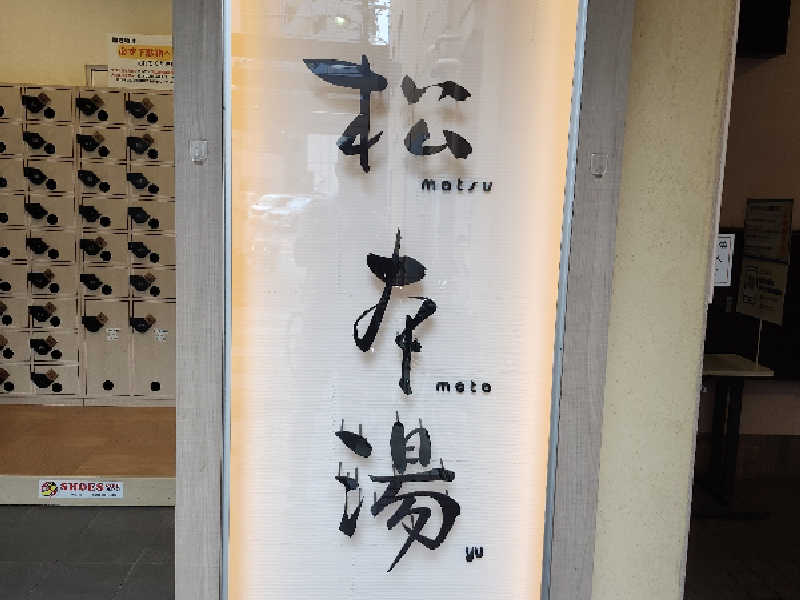 松
matsu
本
moto
湯
yu
SHOES